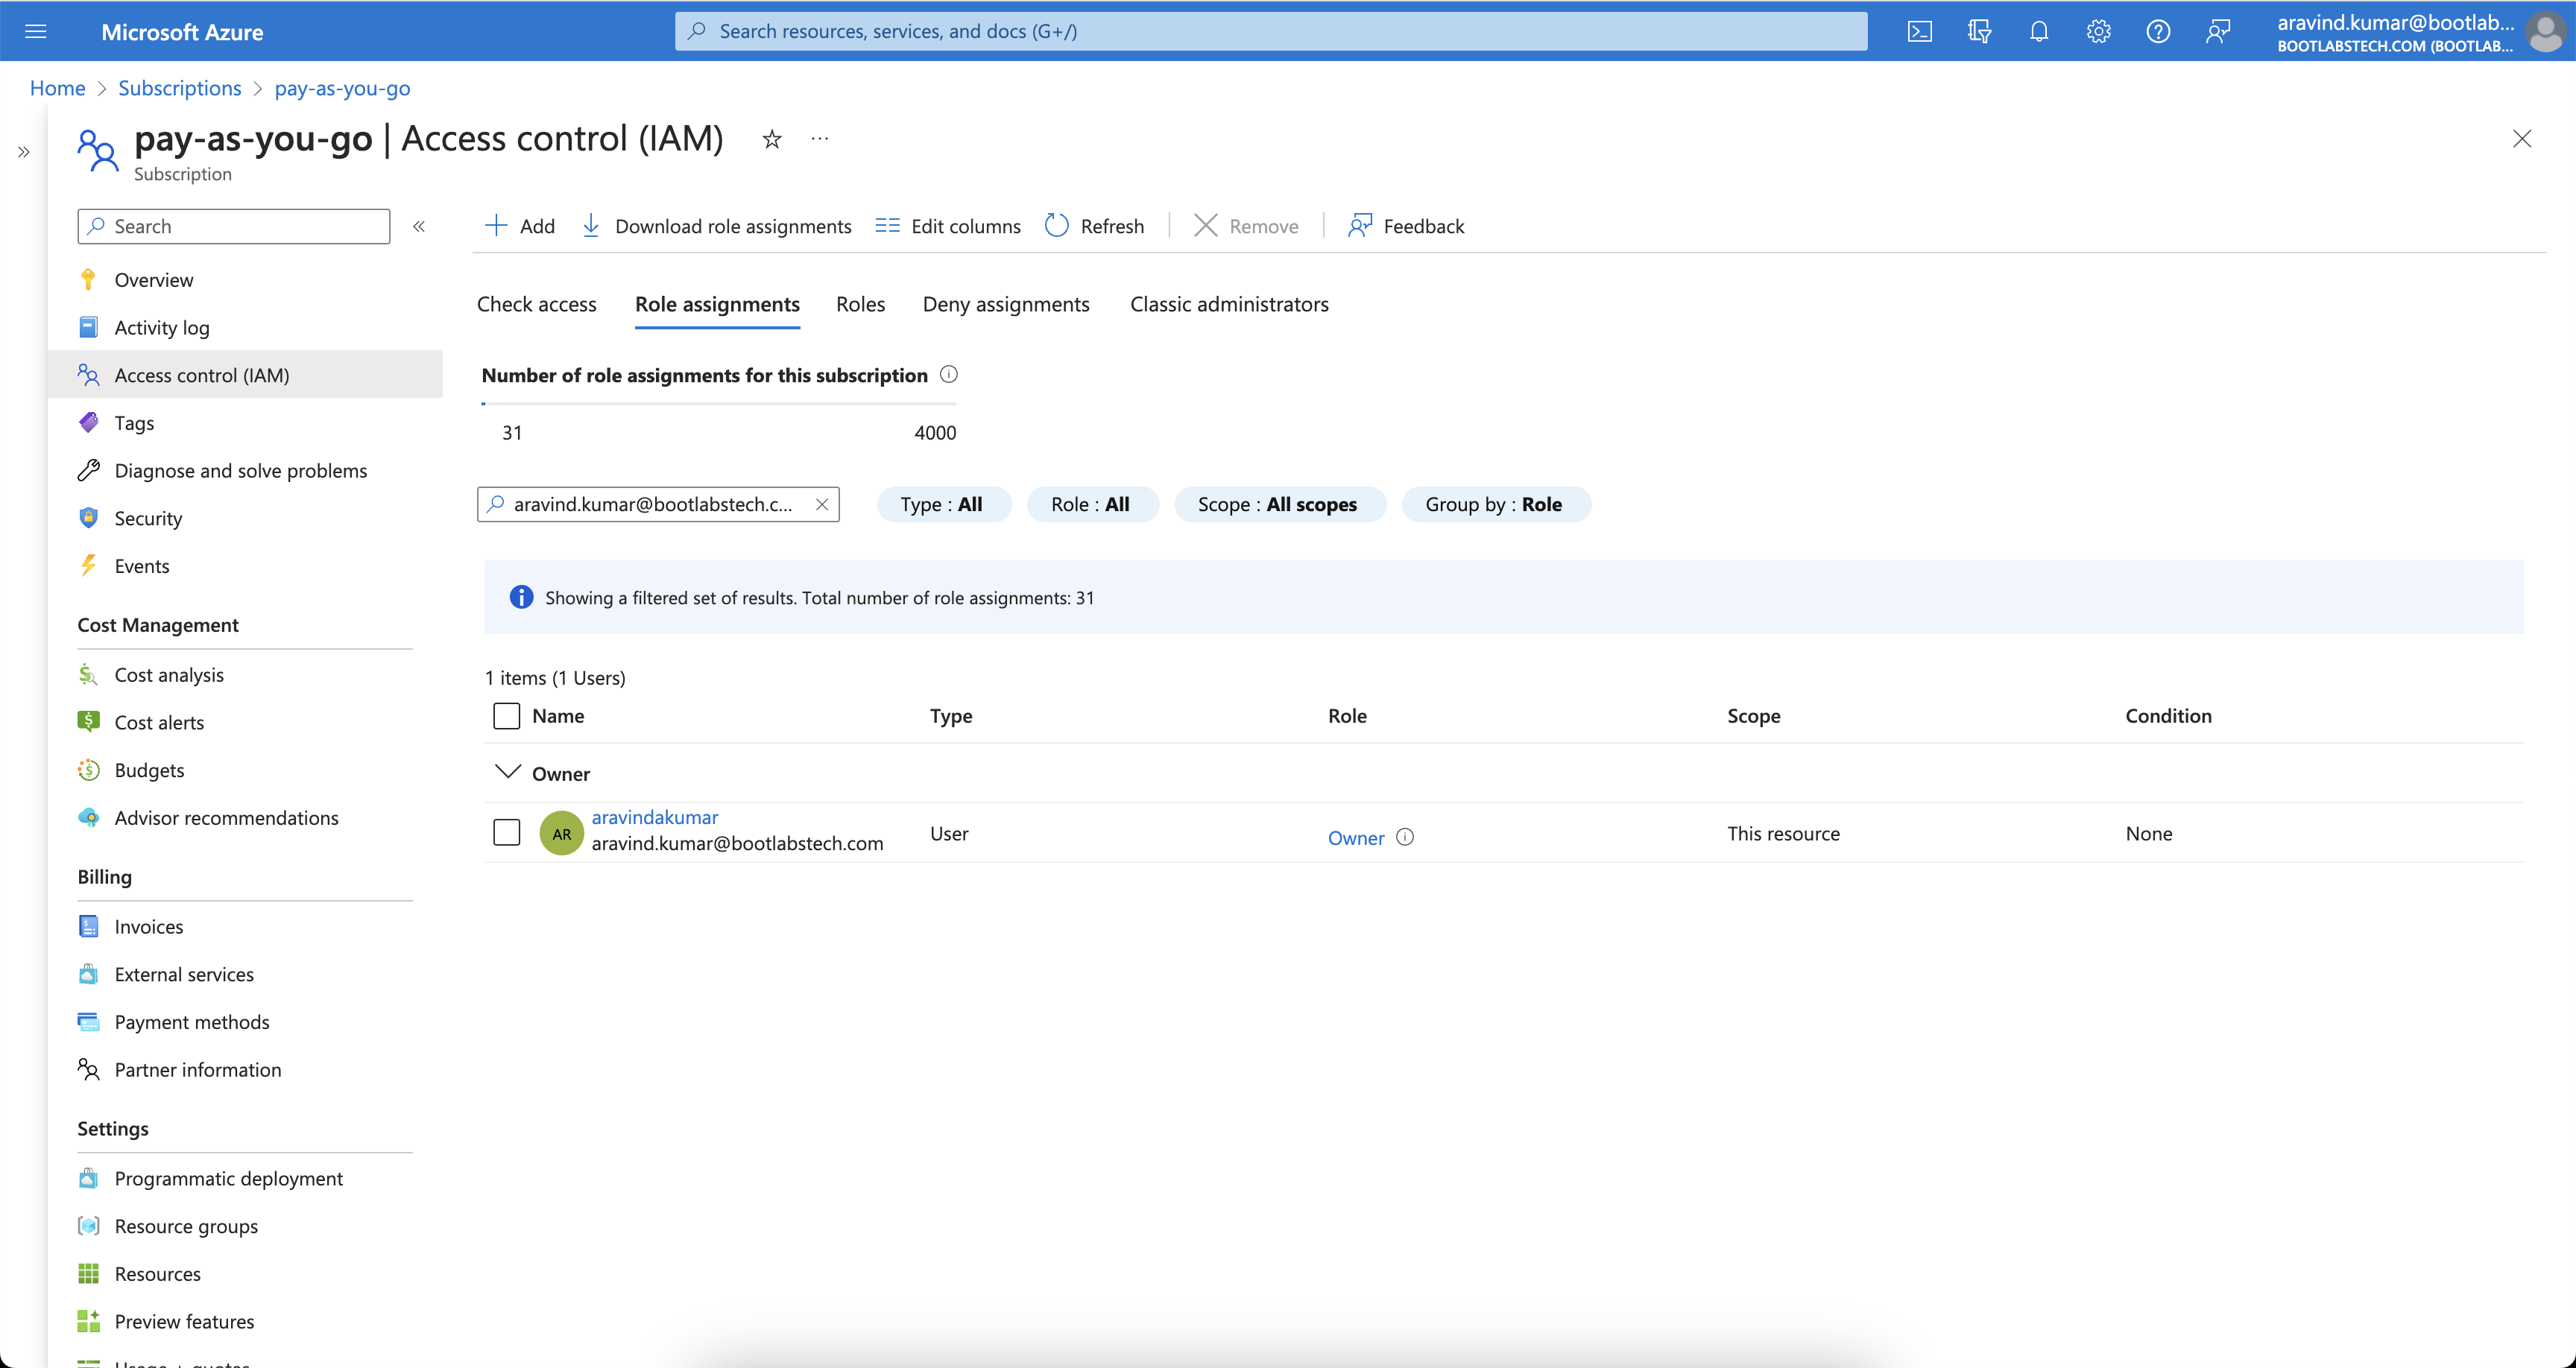 Microsoft Azure
Search resources, services, and docs (G+/)
aravind.kumar@bootlab...
BOOTLABSTECH.COM (BOOTLAB...
Home > Subscriptions > pay-as-you-go
pay-as-you-go | Access control (IAM)
Subscription
Search
Overview
Activity log
Access control (IAM)
Tags
Diagnose and solve problems
Security
Events
Cost Management
Cost analysis
Cost alerts
Budgets
Advisor recommendations
Billing
Invoices
External services
Payment methods
Partner information
Settings
Programmatic deployment
Resource groups
Resources
Preview features
Add Download role assignments Edit columns Refresh Remove Feedback
Check access Role assignments Roles Deny assignments Classic administrators
Number of role assignments for this subscription
31 4000
aravind.kumar@bootlabstech.c... Type : All Role : All Scope : All scopes Group by : Role
Showing a filtered set of results. Total number of role assignments: 31
1 items (1 Users)
Name Type Role Scope Condition
Owner
AR aravindakumar
aravind.kumar@bootlabstech.com User Owner This resource None